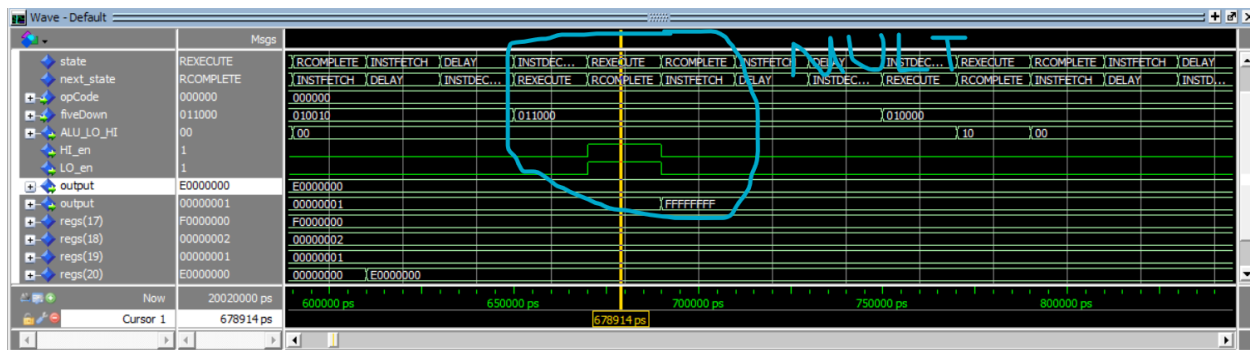 Wave - Default
Msgs
state REXECUTE RCOMPLETE INSTFETCH DELAY INSTDEC... REXECUTE RCOMPLETE INSTFETCH DELAY INSTDEC... REXECUTE RCOMPLETE INSTFETCH DELAY
next_state RCOMPLETE INSTFETCH DELAY INSTDEC... REXECUTE RCOMPLETE INSTFETCH DELAY INSTDEC... REXECUTE RCOMPLETE INSTFETCH DELAY INSTD...
opCode 000000 000000
fiveDown 011000 010010 011000 010000
ALU_LO_HI 00 00 10 00
HI_en 1
LO_en 1
output E0000000 E0000000
output 00000001 00000001 FFFFFFFF
regs(17) F0000000 F0000000
regs(18) 00000002 00000002
regs(19) 00000001 00000001
regs(20) E0000000 00000000 E0000000
Now 20020000 ps 600000 ps 650000 ps 700000 ps 750000 ps 800000 ps
Cursor 1 678914 ps 678914 ps
MULT